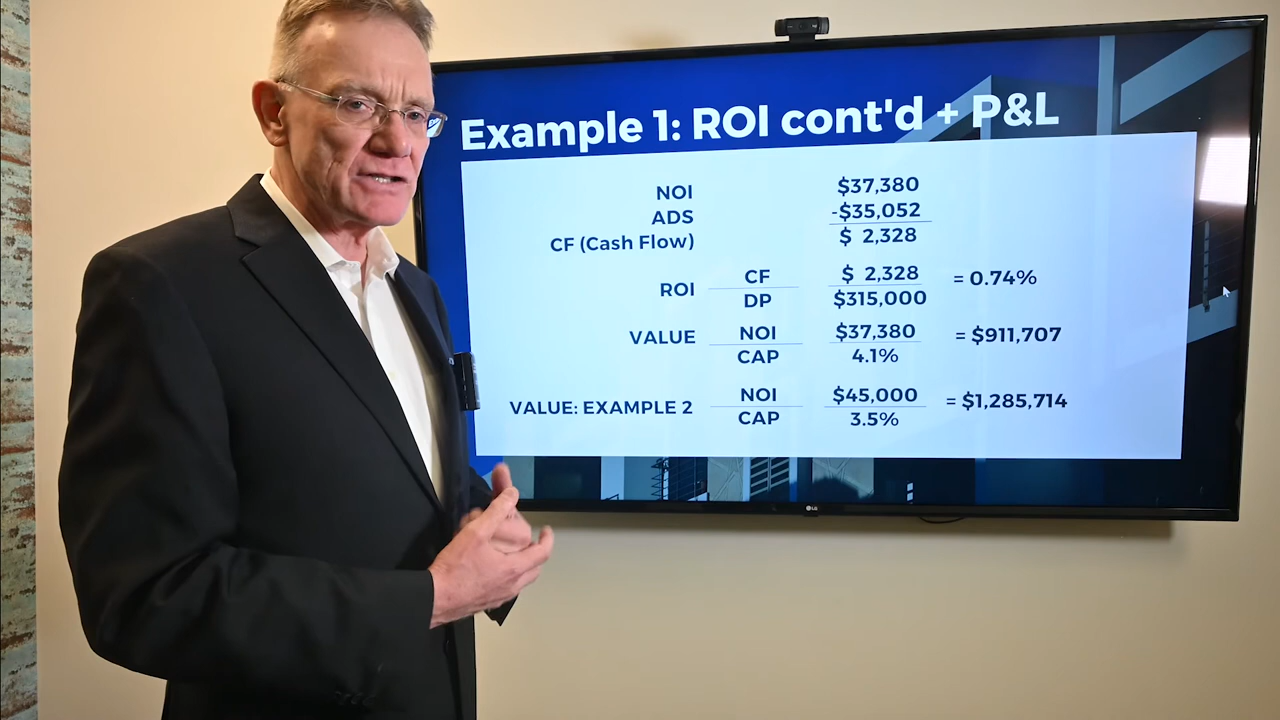 Example 1: ROI cont'd + P&L
NOI $37,380
ADS -$35,052
CF (Cash Flow) $ 2,328
ROI CF $ 2,328 = 0.74%
DP $315,000
VALUE NOI $37,380 = $911,707
CAP 4.1%
VALUE: EXAMPLE 2 NOI $45,000 = $1,285,714
CAP 3.5%
LG